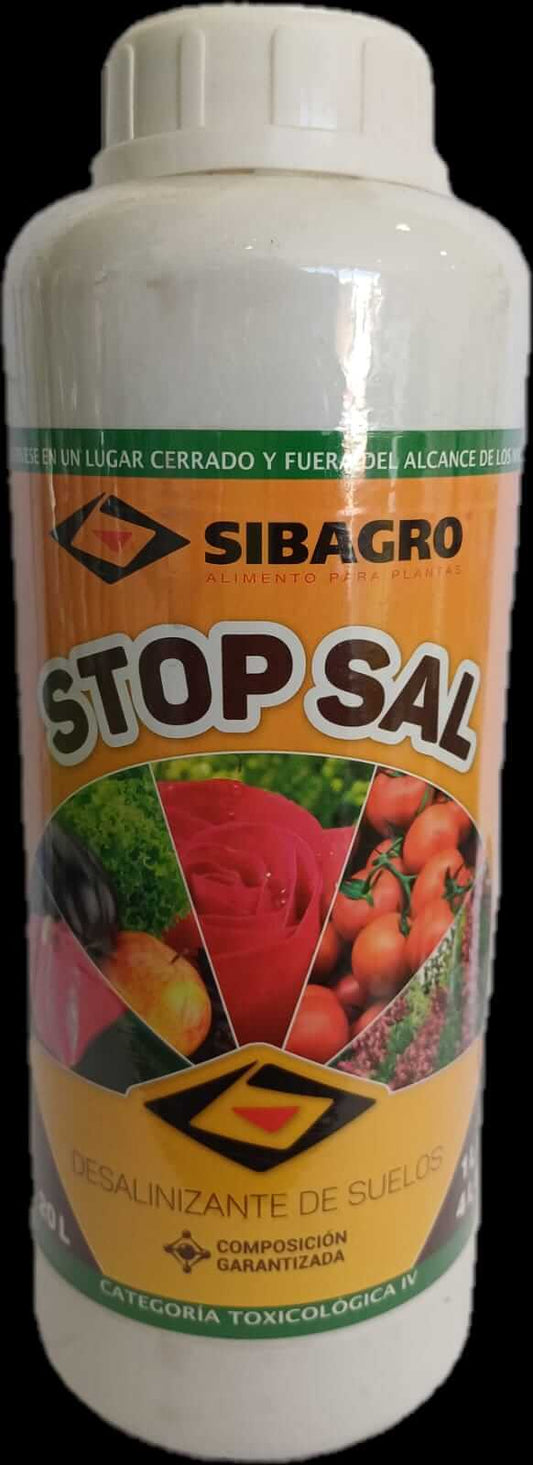 EN UN LUGAR CERRADO Y FUERA DEL ALCANCE DE LOS
SIBAGRO
ALIMENTO PARA PLANTAS
STOP SAL
DESALINIZANTE DE SUELOS
20 L
COMPOSICIÓN
GARANTIZADA
CATEGORÍA TOXICOLÓGICA IV